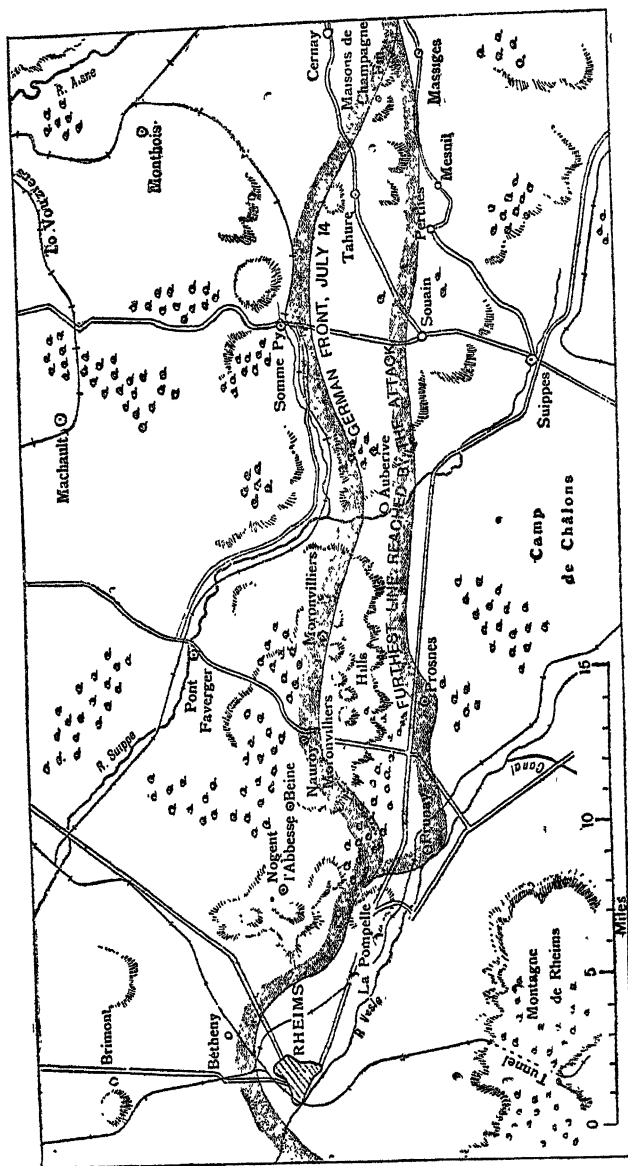 R. Aisne
To Vouziers
Monthois
Machault
Cernay
Maisons de
Champagne
Fm
Massiges
Mesnil
Tahure
Perthes
Somme Py
Souain
Suippes
GERMAN FRONT, JULY 14
FURTHEST LINE REACHED BY THE ATTACK
Auberive
Camp
de Châlons
Pont
Faverger
R. Suippe
Moronvilliers
Nauroy
Moronvilliers
Hills
Prosnes
Prunay
Beine
Nogent
l'Abbesse
La Pompelle
R Vesle
Canal
Brimont
Bétheny
RHEIMS
Montagne
de Rheims
Tunnel
0 5 10 15
Miles